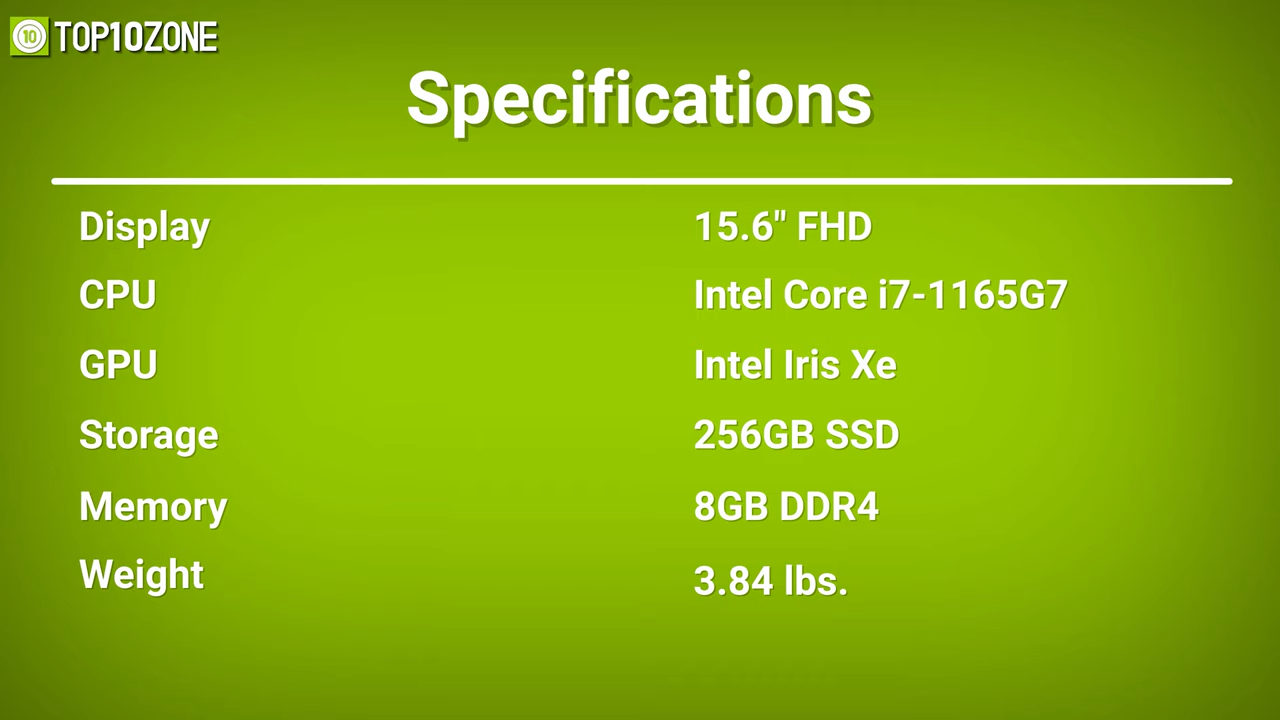 10 TOP10ZONE
Specifications
Display 15.6" FHD
CPU Intel Core i7-1165G7
GPU Intel Iris Xe
Storage 256GB SSD
Memory 8GB DDR4
Weight 3.84 lbs.